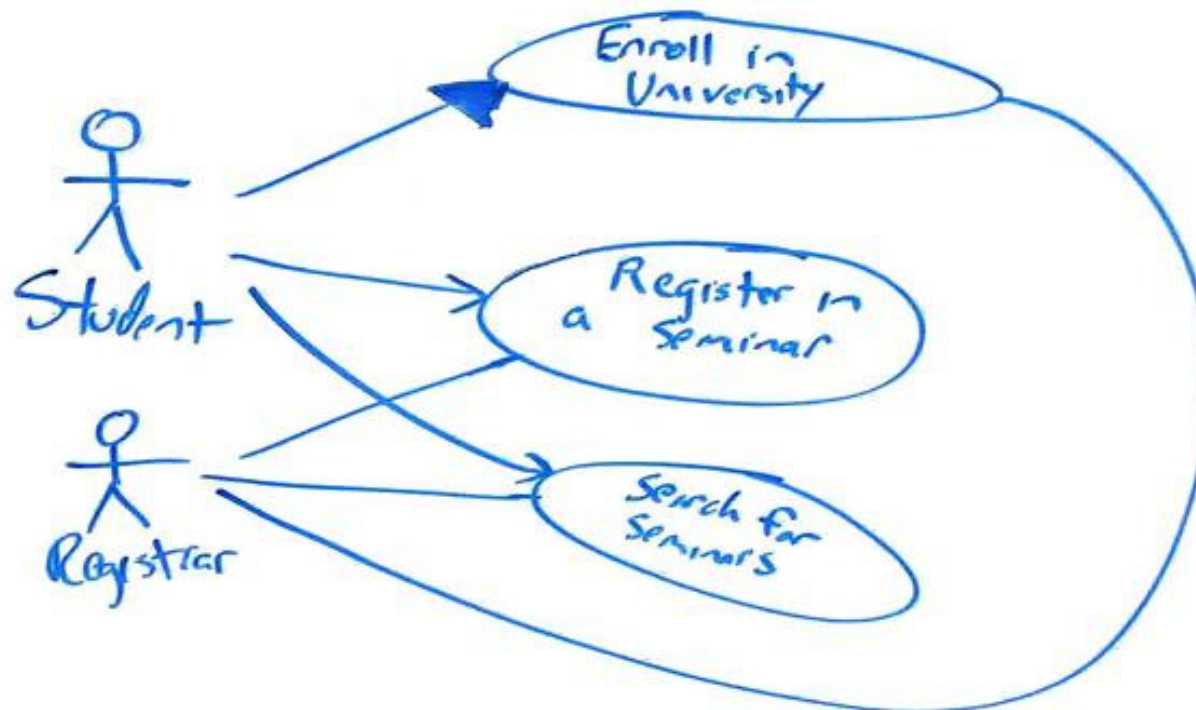 Enroll in
University
Student
Register in
a Seminar
Registrar
Search for
Seminars